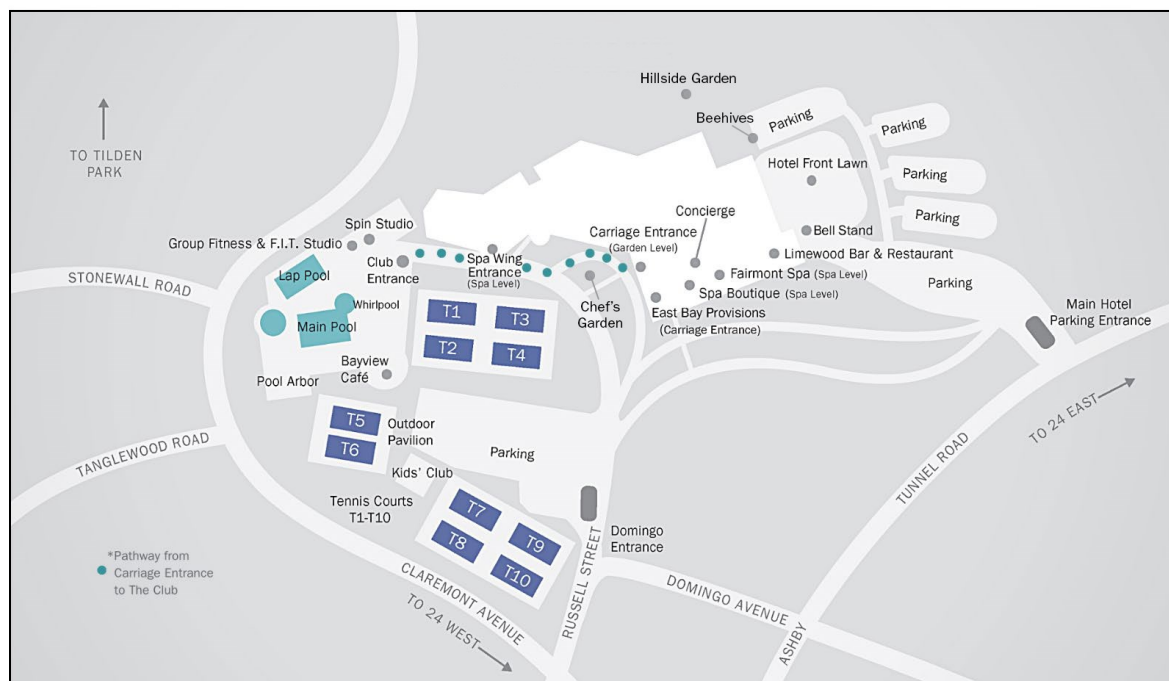 Hillside Garden
Beehives
Parking
Parking
Parking
Parking
TO TILDEN
PARK
Hotel Front Lawn
Concierge
Spin Studio
Group Fitness & F.I.T. Studio
Carriage Entrance
(Garden Level)
Bell Stand
Limewood Bar & Restaurant
Club
Entrance
Spa Wing
Entrance
(Spa Level)
Lap Pool
STONEWALL ROAD
Fairmont Spa (Spa Level)
Spa Boutique (Spa Level)
Parking
Whirlpool
Main Pool
Chef's
Garden
East Bay Provisions
(Carriage Entrance)
Main Hotel
Parking Entrance
T1
T3
T2
T4
Bayview
Café
Pool Arbor
T5
T6
Outdoor
Pavilion
Parking
Kids' Club
TANGLEWOOD ROAD
TO 24 EAST
TUNNEL ROAD
Tennis Courts
T1-T10
T7
T8
T9
T10
Domingo
Entrance
*Pathway from
Carriage Entrance
to The Club
CLAREMONT AVENUE
TO 24 WEST
RUSSELL STREET
DOMINGO AVENUE
ASHBY